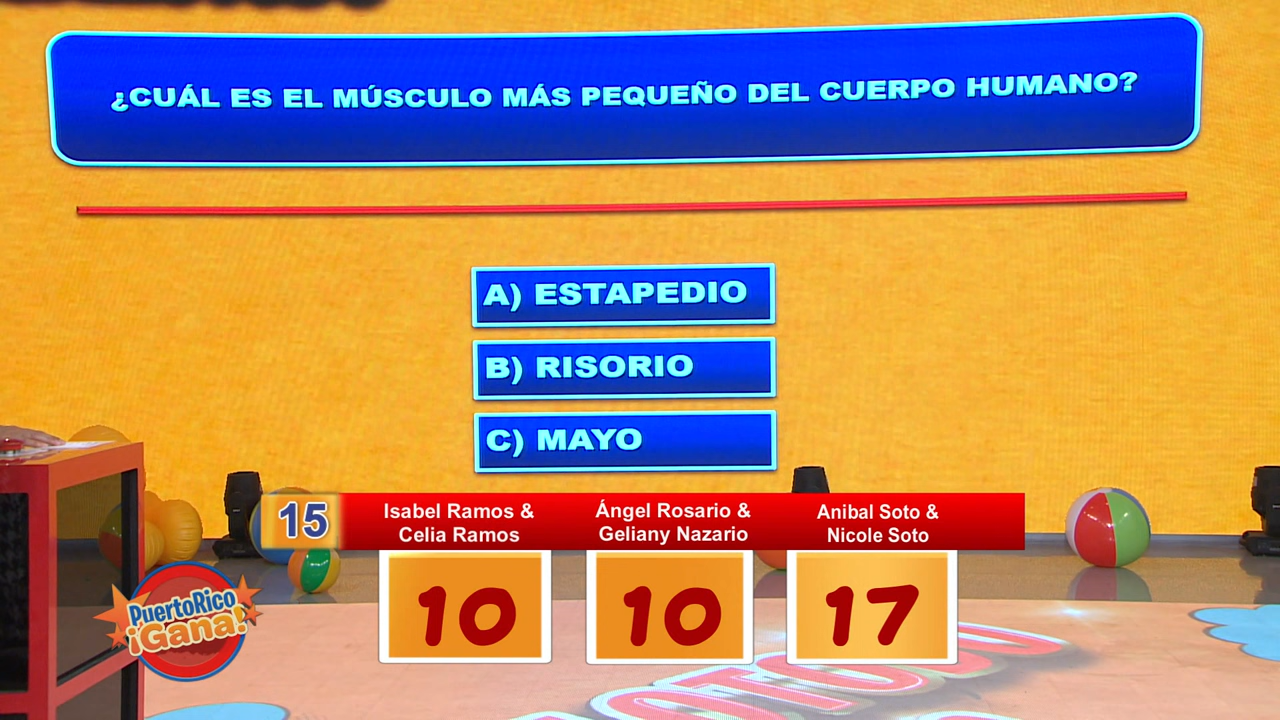 ¿CUÁL ES EL MÚSCULO MÁS PEQUEÑO DEL CUERPO HUMANO?
A) ESTAPEDIO
B) RISORIO
C) MAYO
15
Isabel Ramos &
Celia Ramos
Ángel Rosario &
Geliany Nazario
Anibal Soto &
Nicole Soto
10
10
17
PuertoRico
¡Gana!